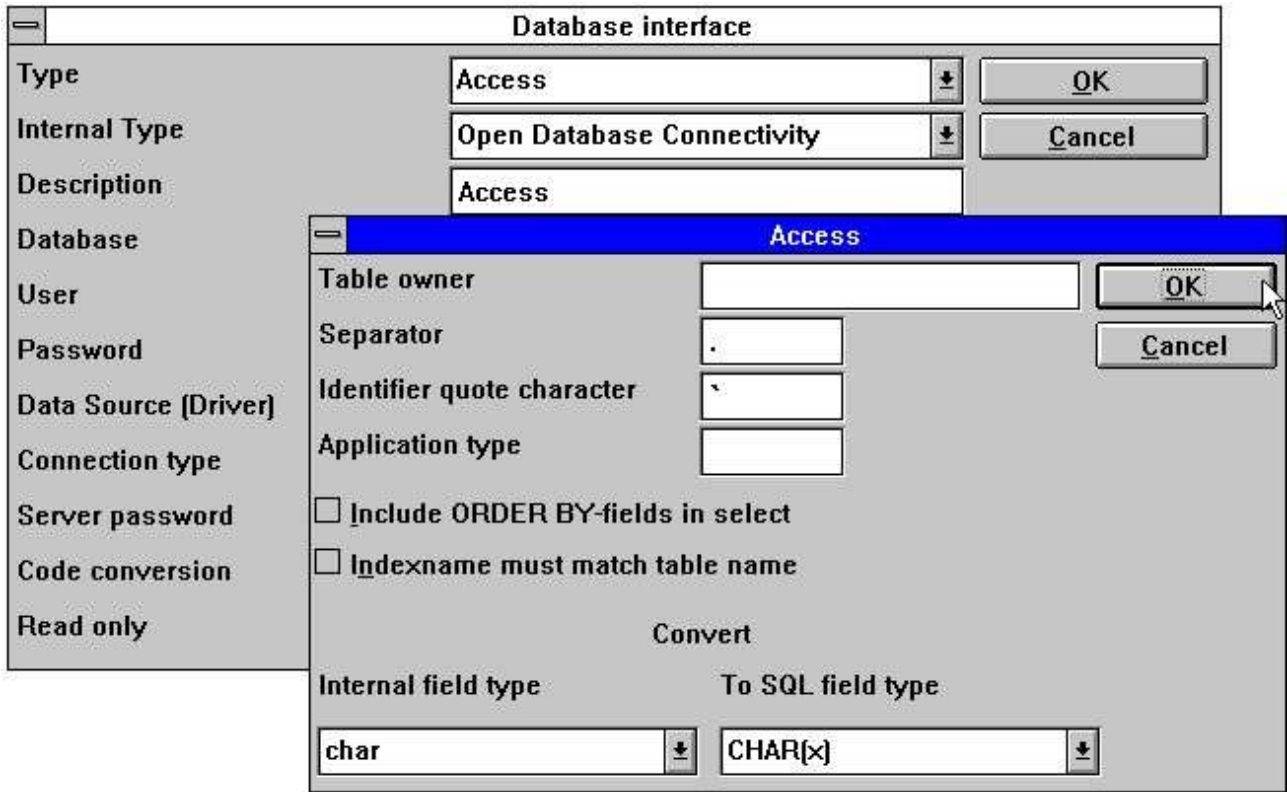 Database interface
Type Access OK
Internal Type Open Database Connectivity Cancel
Description Access
Database
User
Password
Data Source (Driver)
Connection type
Server password
Code conversion
Read only
Access
Table owner OK
Separator . Cancel
Identifier quote character `
Application type
Include ORDER BY-fields in select
Indexname must match table name
Convert
Internal field type To SQL field type
char CHAR(x)